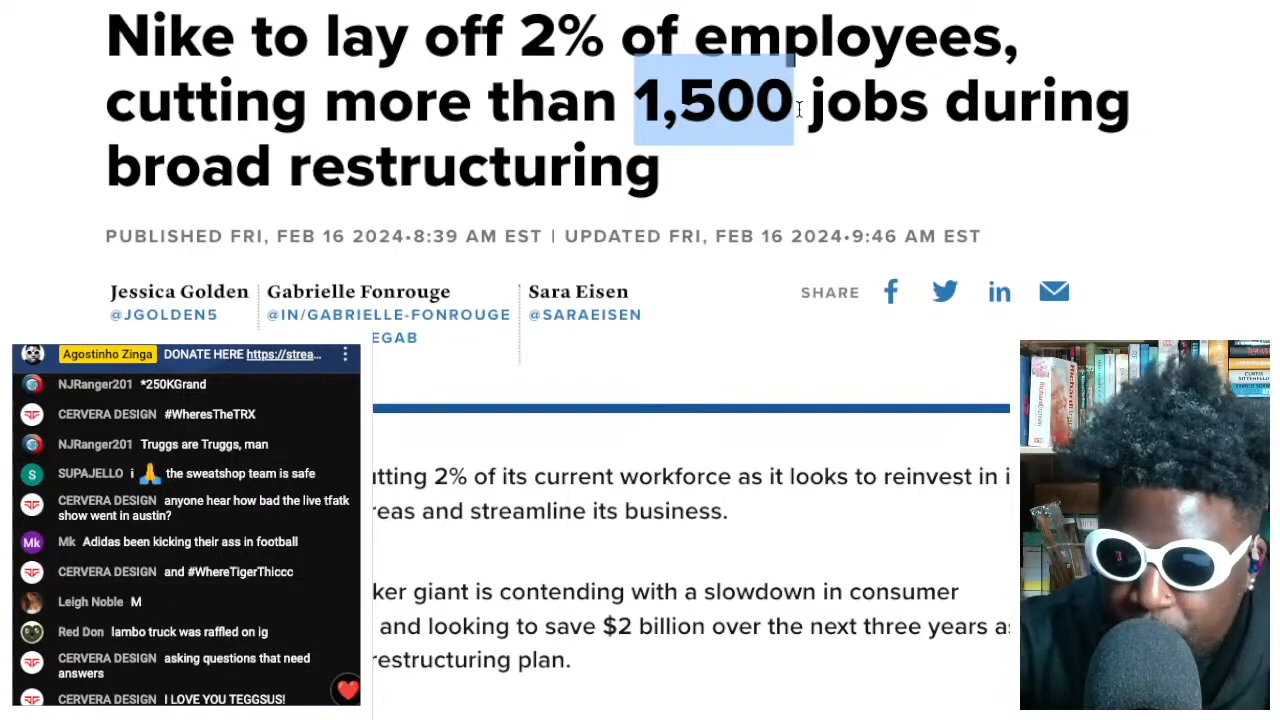 Nike to lay off 2% of employees,
cutting more than 1,500 jobs during
broad restructuring
PUBLISHED FRI, FEB 16 2024•8:39 AM EST | UPDATED FRI, FEB 16 2024•9:46 AM EST
Jessica Golden
@JGOLDEN5
Gabrielle Fonrouge
@IN/GABRIELLE-FONROUGE
EGAB
Sara Eisen
@SARAEISEN
SHARE
Agostinho Zinga DONATE HERE https://strea...
NJRanger201 *250KGrand
CERVERA DESIGN #WheresTheTRX
NJRanger201 Truggs are Truggs, man
SUPAJELLO i 🙏 the sweatshop team is safe
CERVERA DESIGN anyone hear how bad the live tfatk
show went in austin?
Mk Mk Adidas been kicking their ass in football
CERVERA DESIGN and #WhereTigerThiccc
Leigh Noble M
Red Don lambo truck was raffled on ig
CERVERA DESIGN asking questions that need
answers
CERVERA DESIGN I LOVE YOU TEGGSUS!
utting 2% of its current workforce as it looks to reinvest in i
reas and streamline its business.
ker giant is contending with a slowdown in consumer
and looking to save $2 billion over the next three years as
restructuring plan.